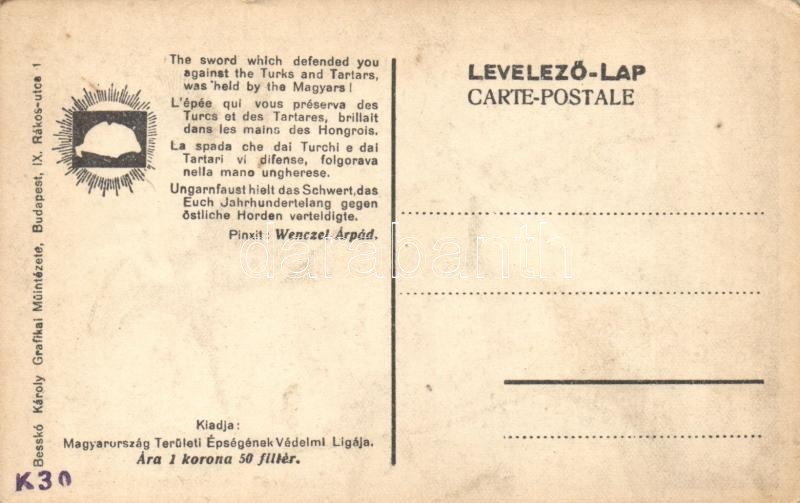 The sword which defended you
against the Turks and Tartars,
was held by the Magyars!
L'épée qui vous préserva des
Turcs et des Tartares, brillait
dans les mains des Hongrois.
La spada che dai Turchi e dai
Tartari vi difense, folgorava
nella mano ungherese.
Ungarnfaust hielt das Schwert, das
Euch Jahrhundertelang gegen
östliche Horden verteidigte.
Pinxit: Wenczel Árpád.
Kiadja:
Magyarország Területi Épségének Védelmi Ligája.
Ára 1 korona 50 fillér.
Besskó Károly Grafikai Műintézete, Budapest, IX. Rákos-utca 1
K30
LEVELEZŐ-LAP
CARTE-POSTALE
darabanth